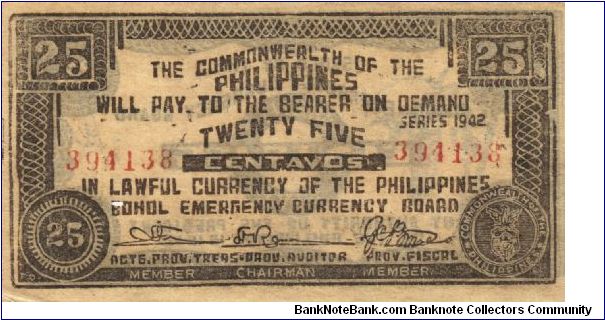 25 25
THE COMMONWEALTH OF THE
PHILIPPINES
WILL PAY TO THE BEARER ON DEMAND
TWENTY FIVE
SERIES 1942
394138 CENTAVOS 394138
IN LAWFUL CURRENCY OF THE PHILIPPINES
BOHOL EMERGENCY CURRENCY BOARD
25
ACTG. PROV. TREAS. PROV. AUDITOR PROV. FISCAL
MEMBER CHAIRMAN MEMBER
BankNoteBank.com Banknote Collectors Community